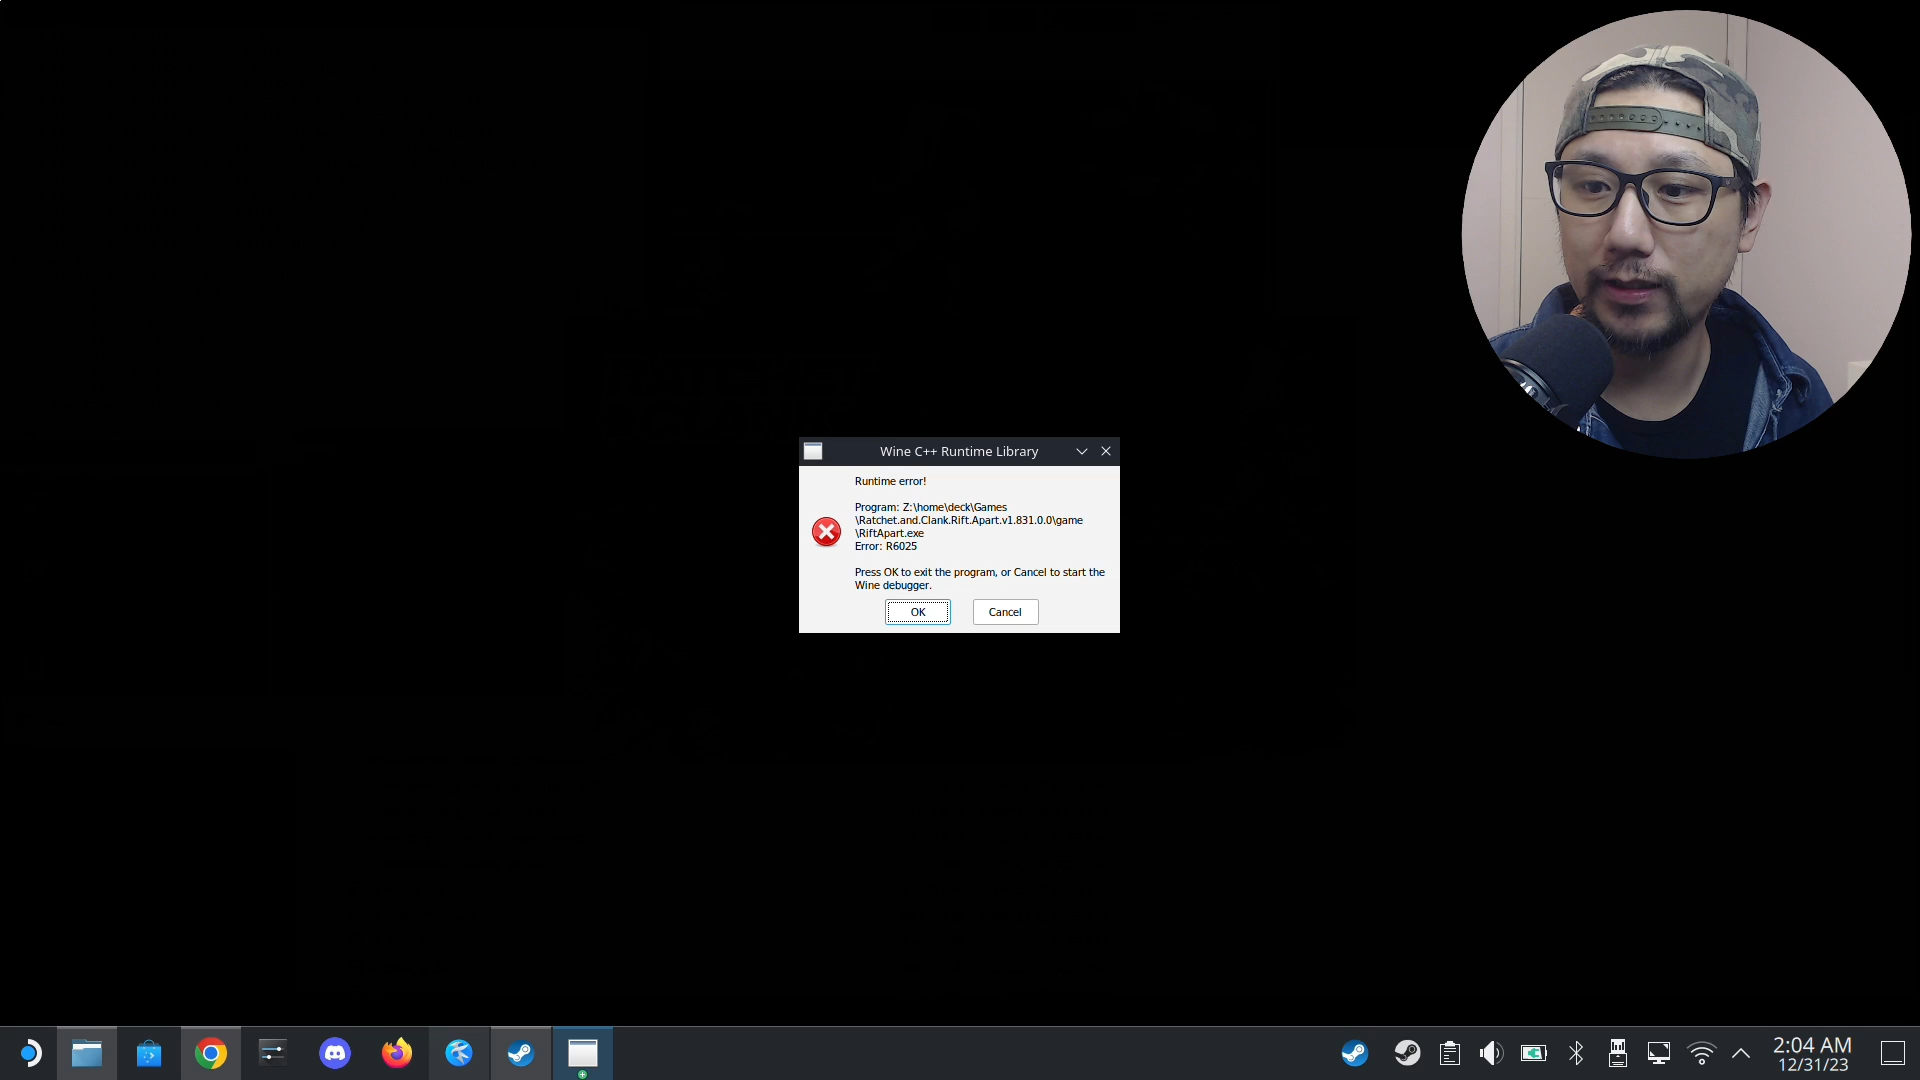 Wine C++ Runtime Library
Runtime error!
Program: Z:\home\deck\Games
\Ratchet.and.Clank.Rift.Apart.v1.831.0.0\game
\RiftApart.exe
Error: R6025
Press OK to exit the program, or Cancel to start the
Wine debugger.
OK Cancel
2:04 AM
12/31/23